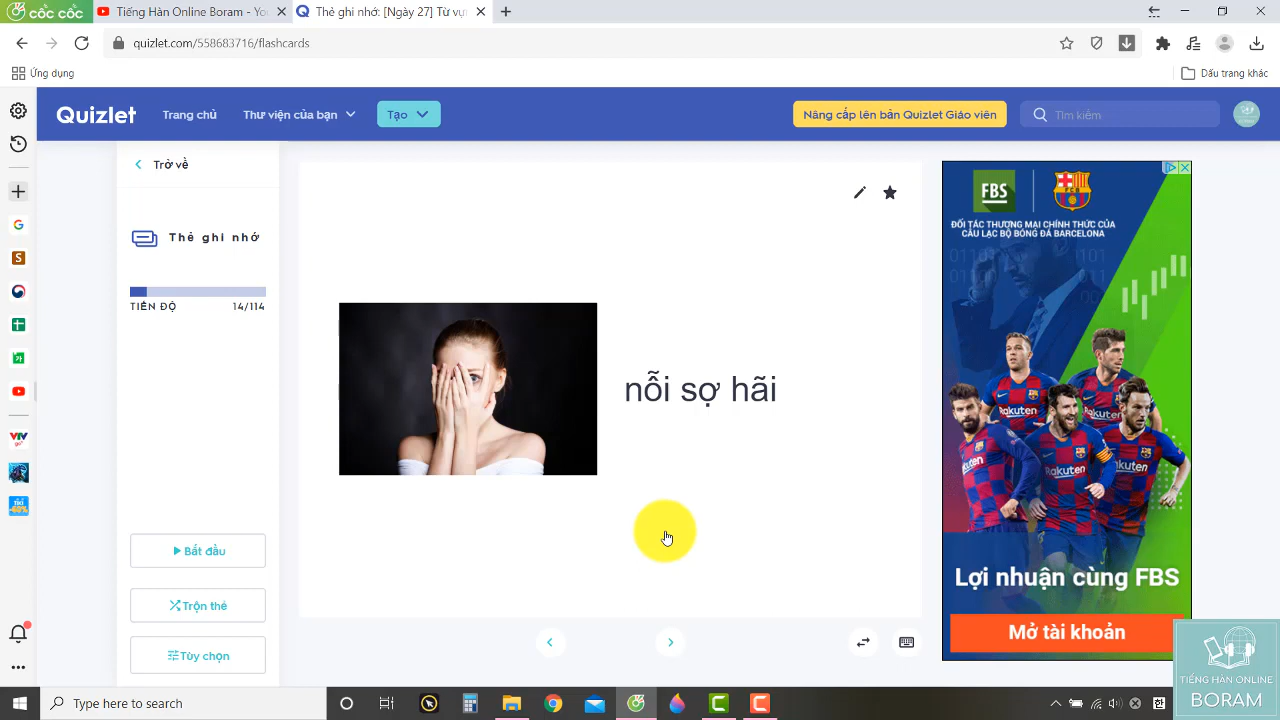 cốc cốc
Tiếng Hàn Online Boram - Yo
Thẻ ghi nhớ: [Ngày 27] Từ vự
quizlet.com/558683716/flashcards
Ứng dụng
Dấu trang khác
Quizlet
Trang chủ
Thư viện của bạn
Tạo
Nâng cấp lên bản Quizlet Giáo viên
Tìm kiếm
Trở về
Thẻ ghi nhớ
TIẾN ĐỘ
14/114
Bắt đầu
Trộn thẻ
Tùy chọn
nỗi sợ hãi
FBS
ĐỐI TÁC THƯƠNG MẠI CHÍNH THỨC CỦA
CÂU LẠC BỘ BÓNG ĐÁ BARCELONA
Rakuten
Rakuten
Rakuten
Rakuten
Lợi nhuận cùng FBS
Mở tài khoản
TIẾNG HÀN ONLINE
BORAM
Type here to search